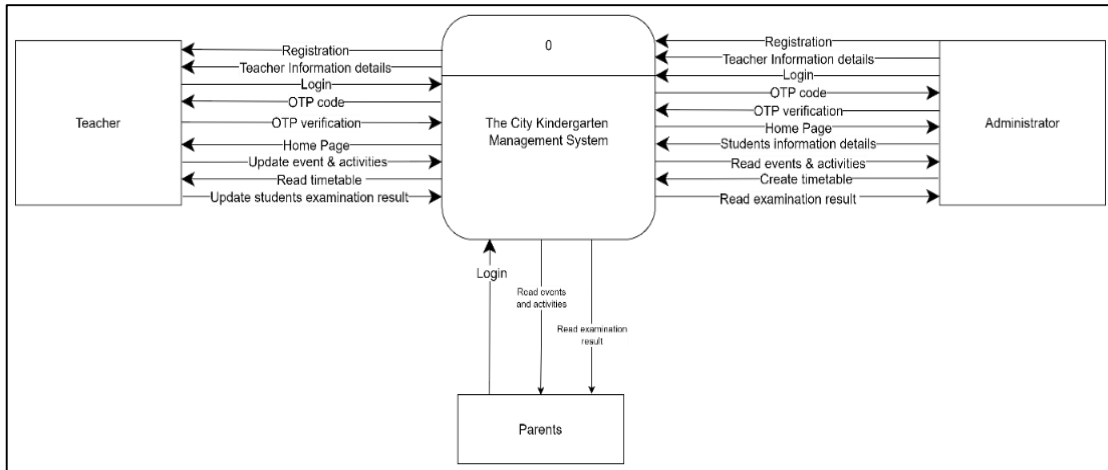 0
The City Kindergarten
Management System
Teacher
Registration
Teacher Information details
Login
OTP code
OTP verification
Home Page
Update event & activities
Read timetable
Update students examination result
Registration
Teacher Information details
Login
OTP code
OTP verification
Home Page
Students information details
Read events & activities
Create timetable
Read examination result
Administrator
Login
Read events
and activities
Read examination
result
Parents